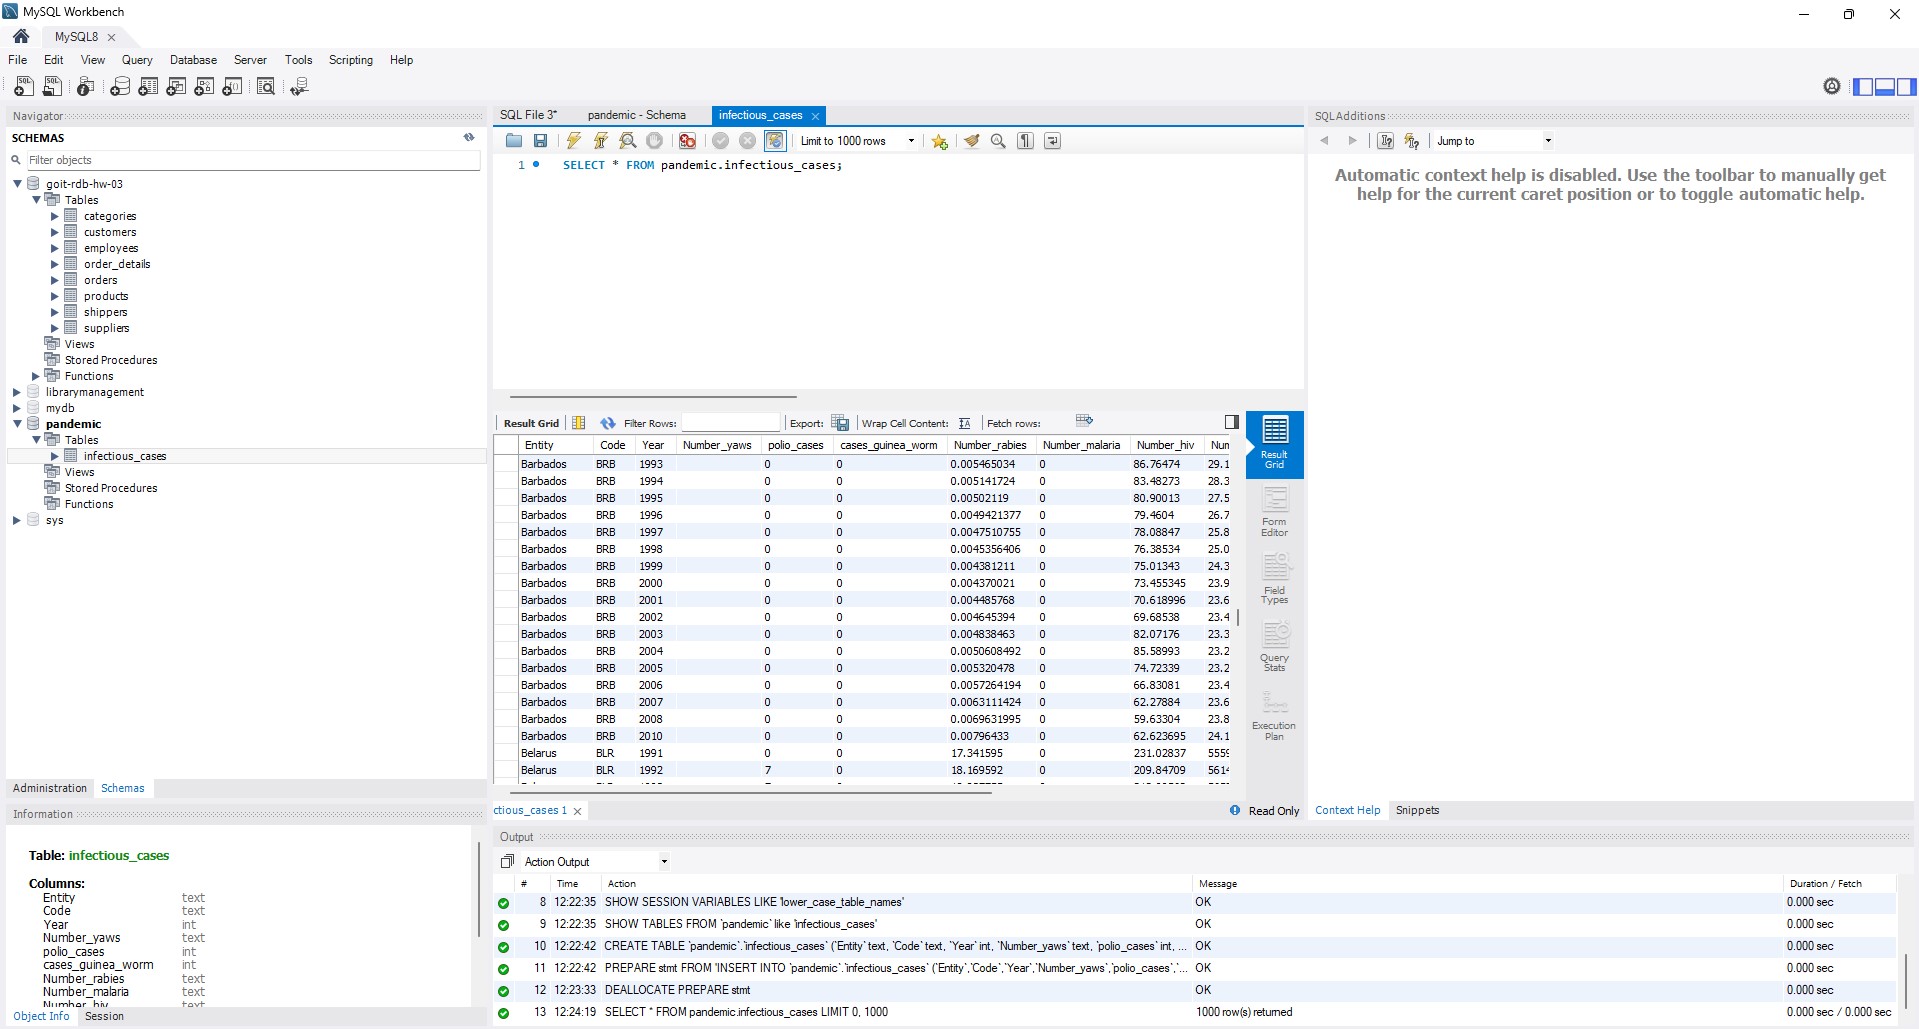 MySQL Workbench
MySQL8
File Edit View Query Database Server Tools Scripting Help
Navigator
SCHEMAS
Filter objects
goit-rdb-hw-03
Tables
categories
customers
employees
order_details
orders
products
shippers
suppliers
Views
Stored Procedures
Functions
librarymanagement
mydb
pandemic
Tables
infectious_cases
Views
Stored Procedures
Functions
sys
Administration Schemas
Information
Table: infectious_cases
Columns:
Entity text
Code text
Year int
Number_yaws text
polio_cases int
cases_guinea_worm int
Number_rabies text
Number_malaria text
Number_hiv text
Object Info Session
SQL File 3* pandemic - Schema infectious_cases
Limit to 1000 rows
1 SELECT * FROM pandemic.infectious_cases;
Result Grid Filter Rows: Export: Wrap Cell Content: Fetch rows:
Entity Code Year Number_yaws polio_cases cases_guinea_worm Number_rabies Number_malaria Number_hiv Num
Barbados BRB 1993 0 0 0.005465034 0 86.76474 29.1
Barbados BRB 1994 0 0 0.005141724 0 83.48273 28.3
Barbados BRB 1995 0 0 0.00502119 0 80.90013 27.5
Barbados BRB 1996 0 0 0.0049421377 0 79.4604 26.7
Barbados BRB 1997 0 0 0.0047510755 0 78.08847 25.8
Barbados BRB 1998 0 0 0.0045356406 0 76.38534 25.0
Barbados BRB 1999 0 0 0.004381211 0 75.01343 24.3
Barbados BRB 2000 0 0 0.004370021 0 73.455345 23.9
Barbados BRB 2001 0 0 0.004485768 0 70.618996 23.6
Barbados BRB 2002 0 0 0.004645394 0 69.68538 23.4
Barbados BRB 2003 0 0 0.004838463 0 82.07176 23.3
Barbados BRB 2004 0 0 0.0050608492 0 85.58993 23.2
Barbados BRB 2005 0 0 0.005320478 0 74.72339 23.2
Barbados BRB 2006 0 0 0.0057264194 0 66.83081 23.4
Barbados BRB 2007 0 0 0.0063111424 0 62.27884 23.6
Barbados BRB 2008 0 0 0.0069631995 0 59.63304 23.8
Barbados BRB 2010 0 0 0.00796433 0 62.623695 24.1
Belarus BLR 1991 0 0 17.341595 0 231.02837 5559
Belarus BLR 1992 7 0 18.169592 0 209.84709 5614
Result Grid
Form Editor
Field Types
Query Stats
Execution Plan
ctious_cases 1 Read Only
SQLAdditions
Jump to
Automatic context help is disabled. Use the toolbar to manually get
help for the current caret position or to toggle automatic help.
Context Help Snippets
Output
Action Output
# Time Action Message Duration / Fetch
8 12:22:35 SHOW SESSION VARIABLES LIKE 'lower_case_table_names' OK 0.000 sec
9 12:22:35 SHOW TABLES FROM `pandemic` like 'infectious_cases' OK 0.000 sec
10 12:22:42 CREATE TABLE `pandemic`.`infectious_cases` (`Entity` text, `Code` text, `Year` int, `Number_yaws` text, `polio_cases` int, ... OK 0.000 sec
11 12:22:42 PREPARE stmt FROM 'INSERT INTO `pandemic`.`infectious_cases` (`Entity`,`Code`,`Year`,`Number_yaws`,`polio_cases`,`... OK 0.000 sec
12 12:23:33 DEALLOCATE PREPARE stmt OK 0.000 sec
13 12:24:19 SELECT * FROM pandemic.infectious_cases LIMIT 0, 1000 1000 row(s) returned 0.000 sec / 0.000 sec